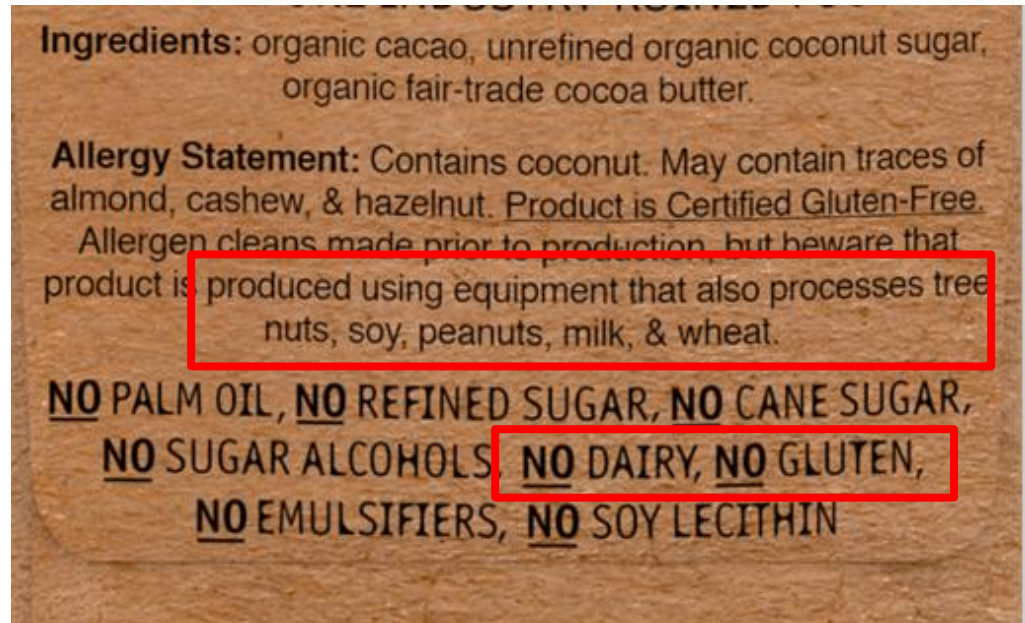 Ingredients: organic cacao, unrefined organic coconut sugar,
organic fair-trade cocoa butter.
Allergy Statement: Contains coconut. May contain traces of
almond, cashew, & hazelnut. Product is Certified Gluten-Free.
Allergen cleans made prior to production, but beware that
product is produced using equipment that also processes tree
nuts, soy, peanuts, milk, & wheat.
NO PALM OIL, NO REFINED SUGAR, NO CANE SUGAR,
NO SUGAR ALCOHOLS, NO DAIRY, NO GLUTEN,
NO EMULSIFIERS, NO SOY LECITHIN